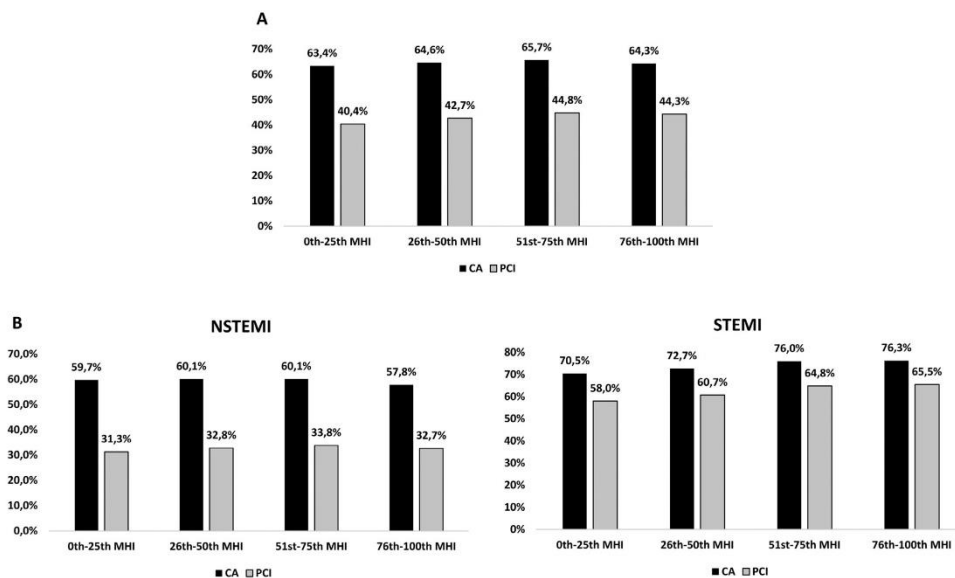 A
70%
60%
50%
40%
30%
20%
10%
0%
63,4%
40,4%
64,6%
42,7%
65,7%
44,8%
64,3%
44,3%
0th-25th MHI
26th-50th MHI
51st-75th MHI
76th-100th MHI
CA PCI
B
NSTEMI
70,0%
60,0%
50,0%
40,0%
30,0%
20,0%
10,0%
0,0%
59,7%
31,3%
60,1%
32,8%
60,1%
33,8%
57,8%
32,7%
0th-25th MHI
26th-50th MHI
51st-75th MHI
76th-100th MHI
CA PCI
STEMI
80%
70%
60%
50%
40%
30%
20%
10%
0%
70,5%
58,0%
72,7%
60,7%
76,0%
64,8%
76,3%
65,5%
0th-25th MHI
26th-50th MHI
51st-75th MHI
76th-100th MHI
CA PCI